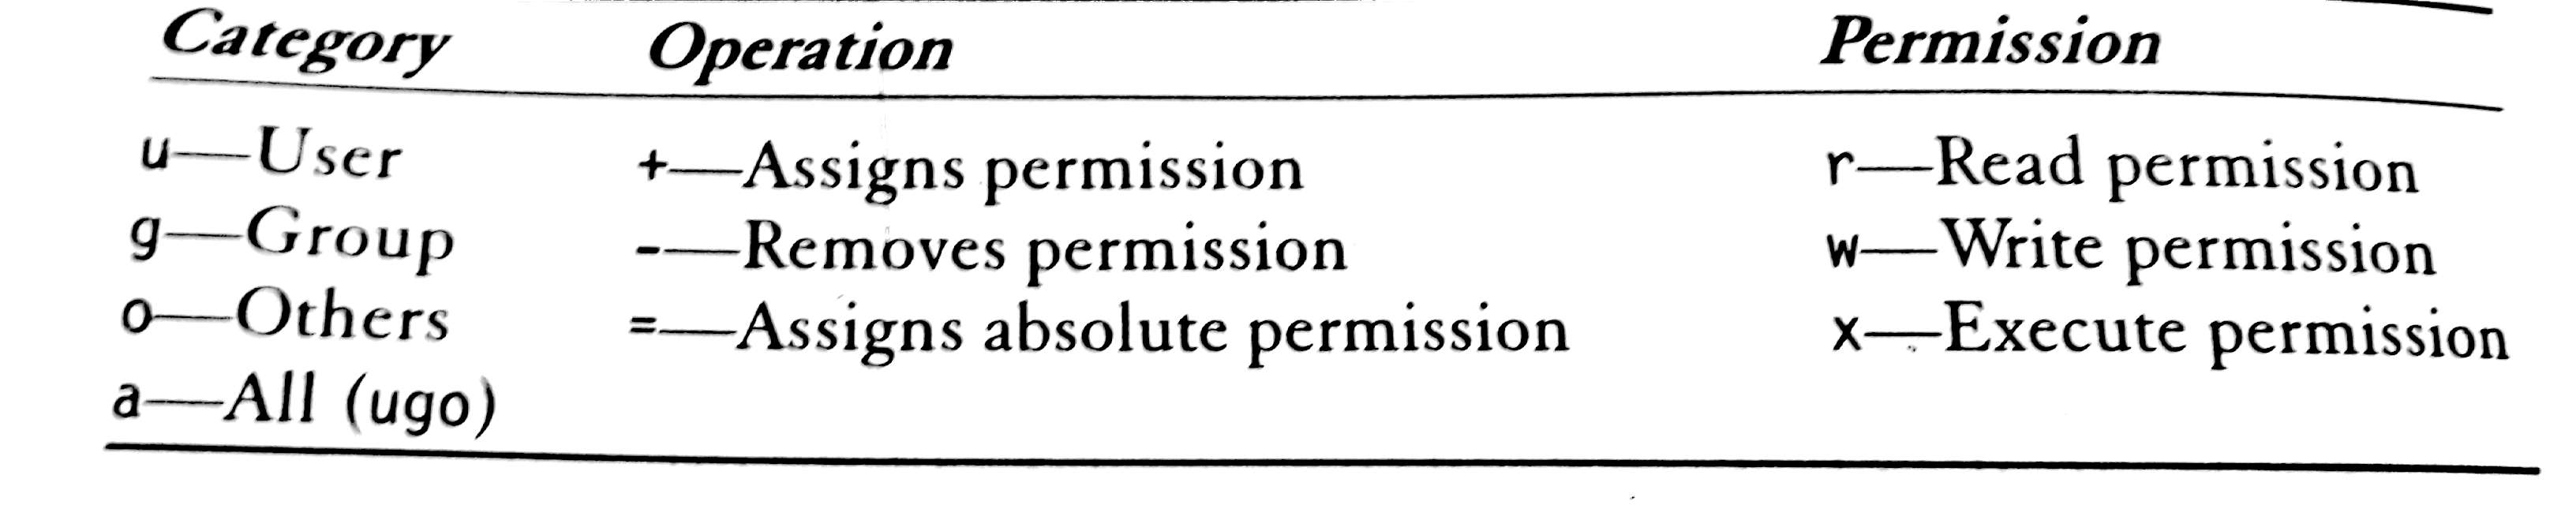 Category Operation Permission
u—User +—Assigns permission r—Read permission
g—Group -—Removes permission w—Write permission
o—Others =—Assigns absolute permission x—Execute permission
a—All (ugo)